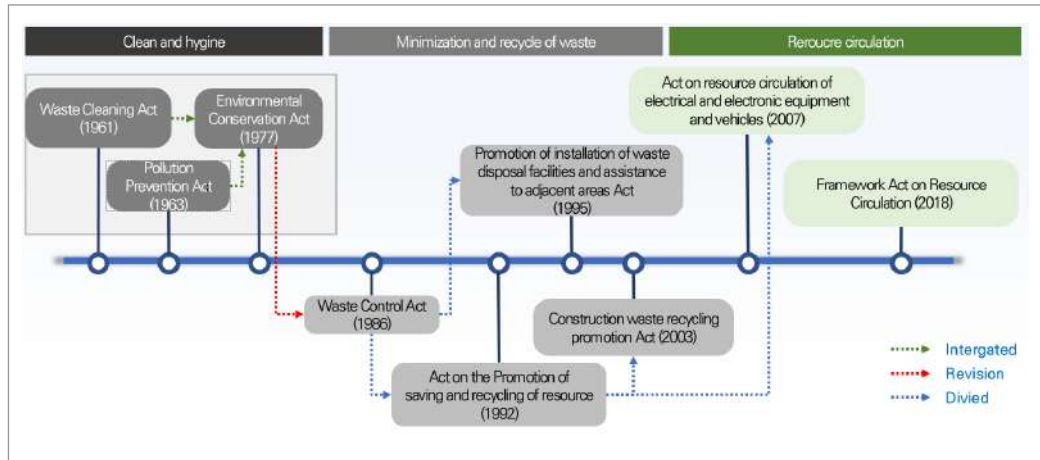 Clean and hygine
Minimization and recycle of waste
Reroucre circulation
Waste Cleaning Act
(1961)
Environmental
Conservation Act
(1977)
Pollution
Prevention Act
(1963)
Act on resource circulation of
electrical and electronic equipment
and vehicles (2007)
Promotion of installation of waste
disposal facilities and assistance
to adjacent areas Act
(1995)
Framework Act on Resource
Circulation (2018)
Waste Control Act
(1986)
Construction waste recycling
promotion Act (2003)
Act on the Promotion of
saving and recycling of resource
(1992)
Intergated
Revision
Divied